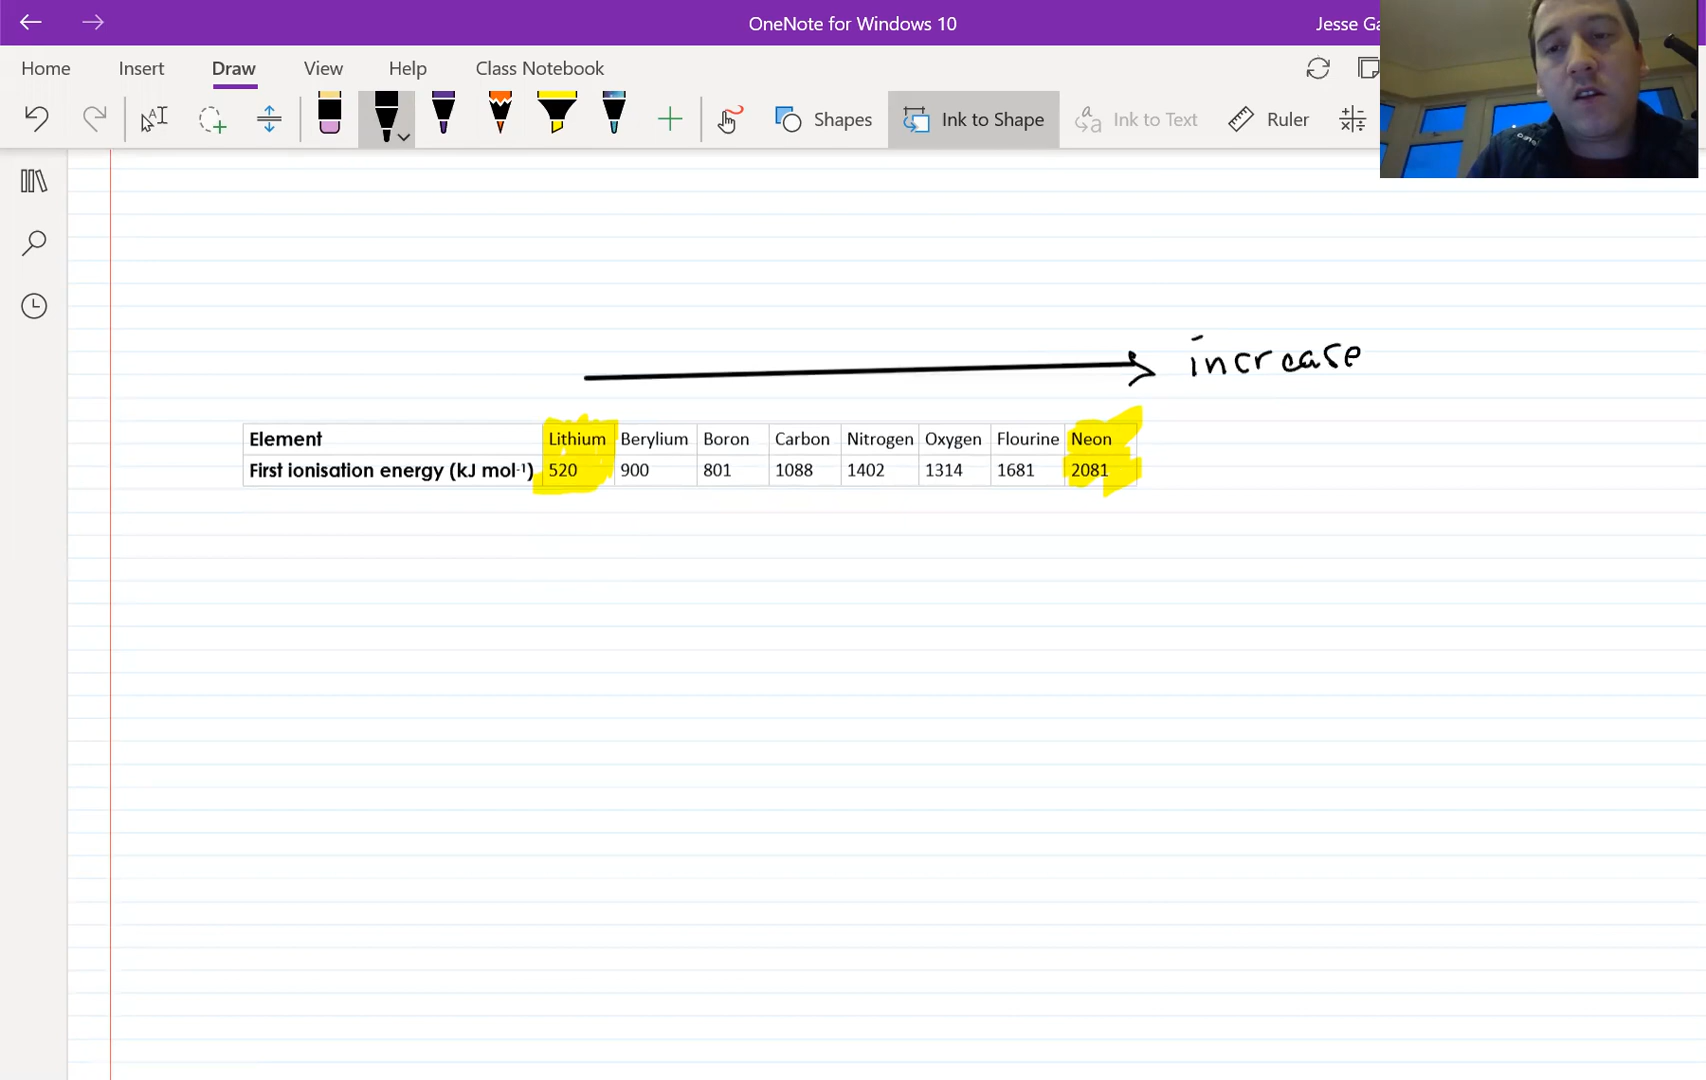 OneNote for Windows 10
Jesse Ga
Home Insert Draw View Help Class Notebook
Shapes Ink to Shape Ink to Text Ruler
increase
Element Lithium Berylium Boron Carbon Nitrogen Oxygen Flourine Neon
First ionisation energy (kJ mol-1) 520 900 801 1088 1402 1314 1681 2081